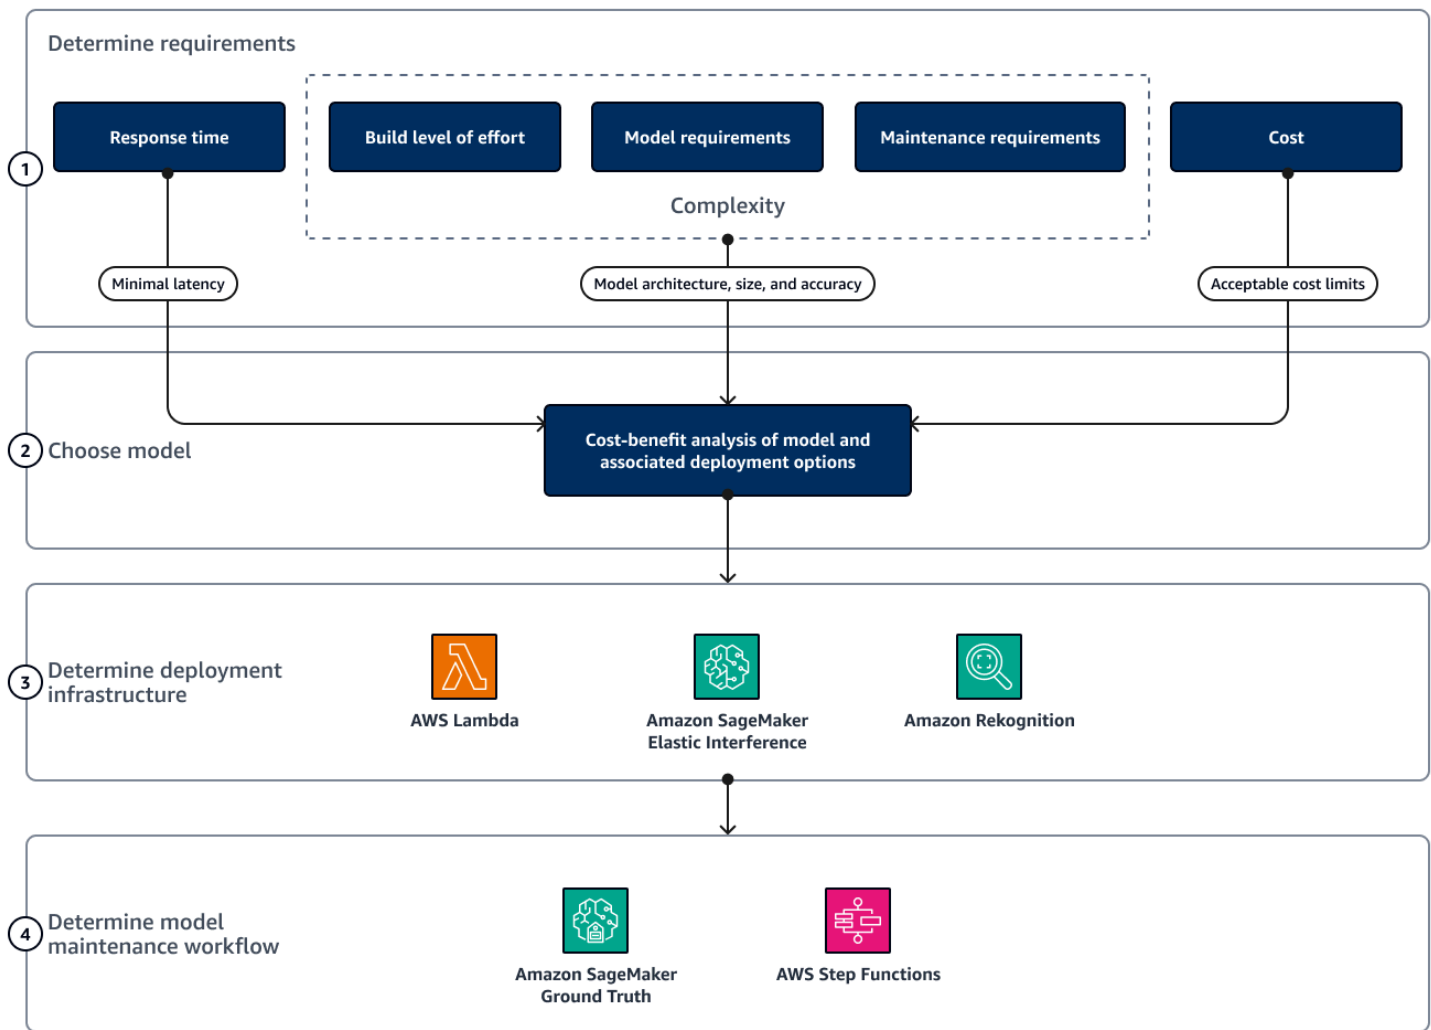 Determine requirements
Response time
Build level of effort
Model requirements
Maintenance requirements
Cost
1
Complexity
Minimal latency
Model architecture, size, and accuracy
Acceptable cost limits
2
Choose model
Cost-benefit analysis of model and
associated deployment options
3
Determine deployment
infrastructure
AWS Lambda
Amazon SageMaker
Elastic Interference
Amazon Rekognition
4
Determine model
maintenance workflow
Amazon SageMaker
Ground Truth
AWS Step Functions